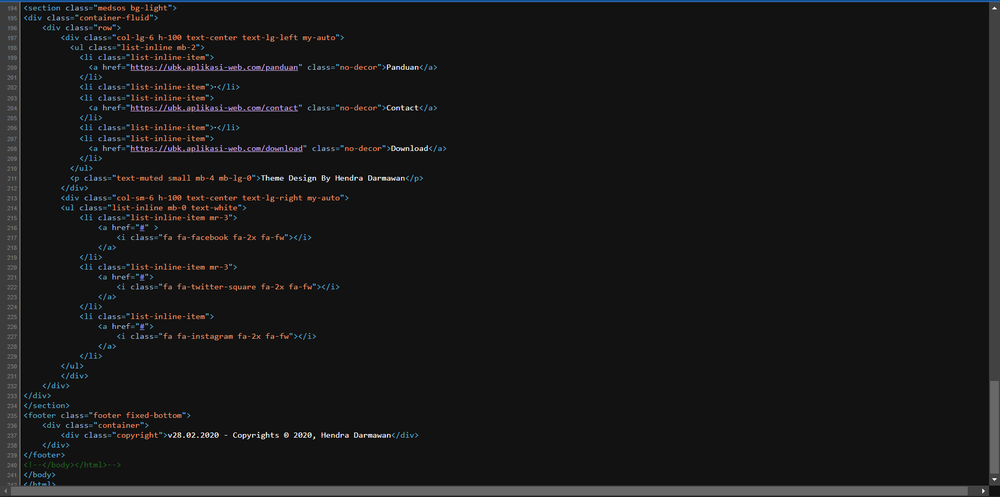 194 <section class="medsos bg-light">
195 <div class="container-fluid">
196     <div class="row">
197         <div class="col-lg-6 h-100 text-center text-lg-left my-auto">
198           <ul class="list-inline mb-2">
199             <li class="list-inline-item">
200               <a href="https://ubk.aplikasi-web.com/panduan" class="no-decor">Panduan</a>
201             </li>
202             <li class="list-inline-item">⋅</li>
203             <li class="list-inline-item">
204               <a href="https://ubk.aplikasi-web.com/contact" class="no-decor">Contact</a>
205             </li>
206             <li class="list-inline-item">⋅</li>
207             <li class="list-inline-item">
208               <a href="https://ubk.aplikasi-web.com/download" class="no-decor">Download</a>
209             </li>
210           </ul>
211           <p class="text-muted small mb-4 mb-lg-0">Theme Design By Hendra Darmawan</p>
212         </div>
213         <div class="col-sm-6 h-100 text-center text-lg-right my-auto">
214         <ul class="list-inline mb-0 text-white">
215             <li class="list-inline-item mr-3">
216                 <a href="#" >
217                     <i class="fa fa-facebook fa-2x fa-fw"></i>
218                 </a>
219             </li>
220             <li class="list-inline-item mr-3">
221                 <a href="#">
222                     <i class="fa fa-twitter-square fa-2x fa-fw"></i>
223                 </a>
224             </li>
225             <li class="list-inline-item">
226                 <a href="#">
227                     <i class="fa fa-instagram fa-2x fa-fw"></i>
228                 </a>
229             </li>
230         </ul>
231         </div>
232     </div>
233 </div>
234 </section>
235 <footer class="footer fixed-bottom">
236     <div class="container">
237         <div class="copyright">v28.02.2020 - Copyrights © 2020, Hendra Darmawan</div>
238     </div>
239 </footer>
240 <!--</body></html>-->
241 </body>
242 </html>